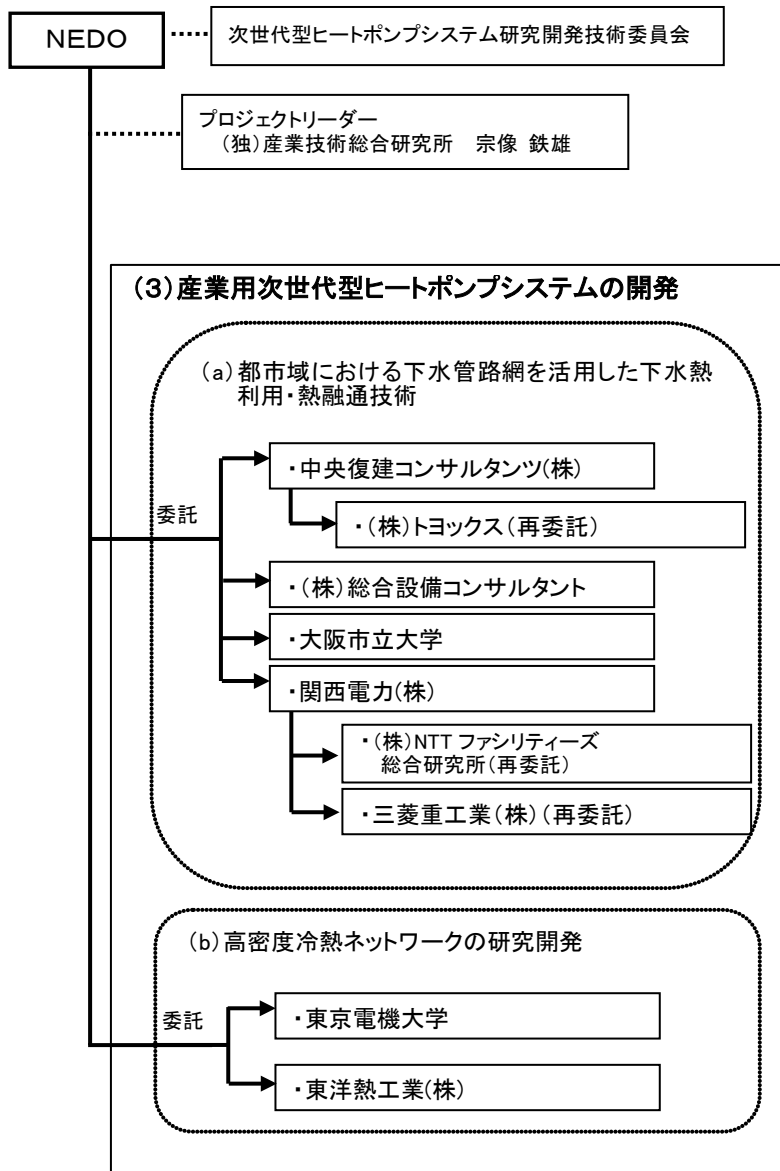 NEDO
次世代型ヒートポンプシステム研究開発技術委員会
プロジェクトリーダー
(独)産業技術総合研究所 宗像 鉄雄
(3)産業用次世代型ヒートポンプシステムの開発
(a)都市域における下水管路網を活用した下水熱
利用・熱融通技術
委託
・中央復建コンサルタンツ(株)
・(株)トヨックス(再委託)
・(株)総合設備コンサルタント
・大阪市立大学
・関西電力(株)
・(株)NTT ファシリティーズ
総合研究所(再委託)
・三菱重工業(株)(再委託)
(b)高密度冷熱ネットワークの研究開発
委託
・東京電機大学
・東洋熱工業(株)